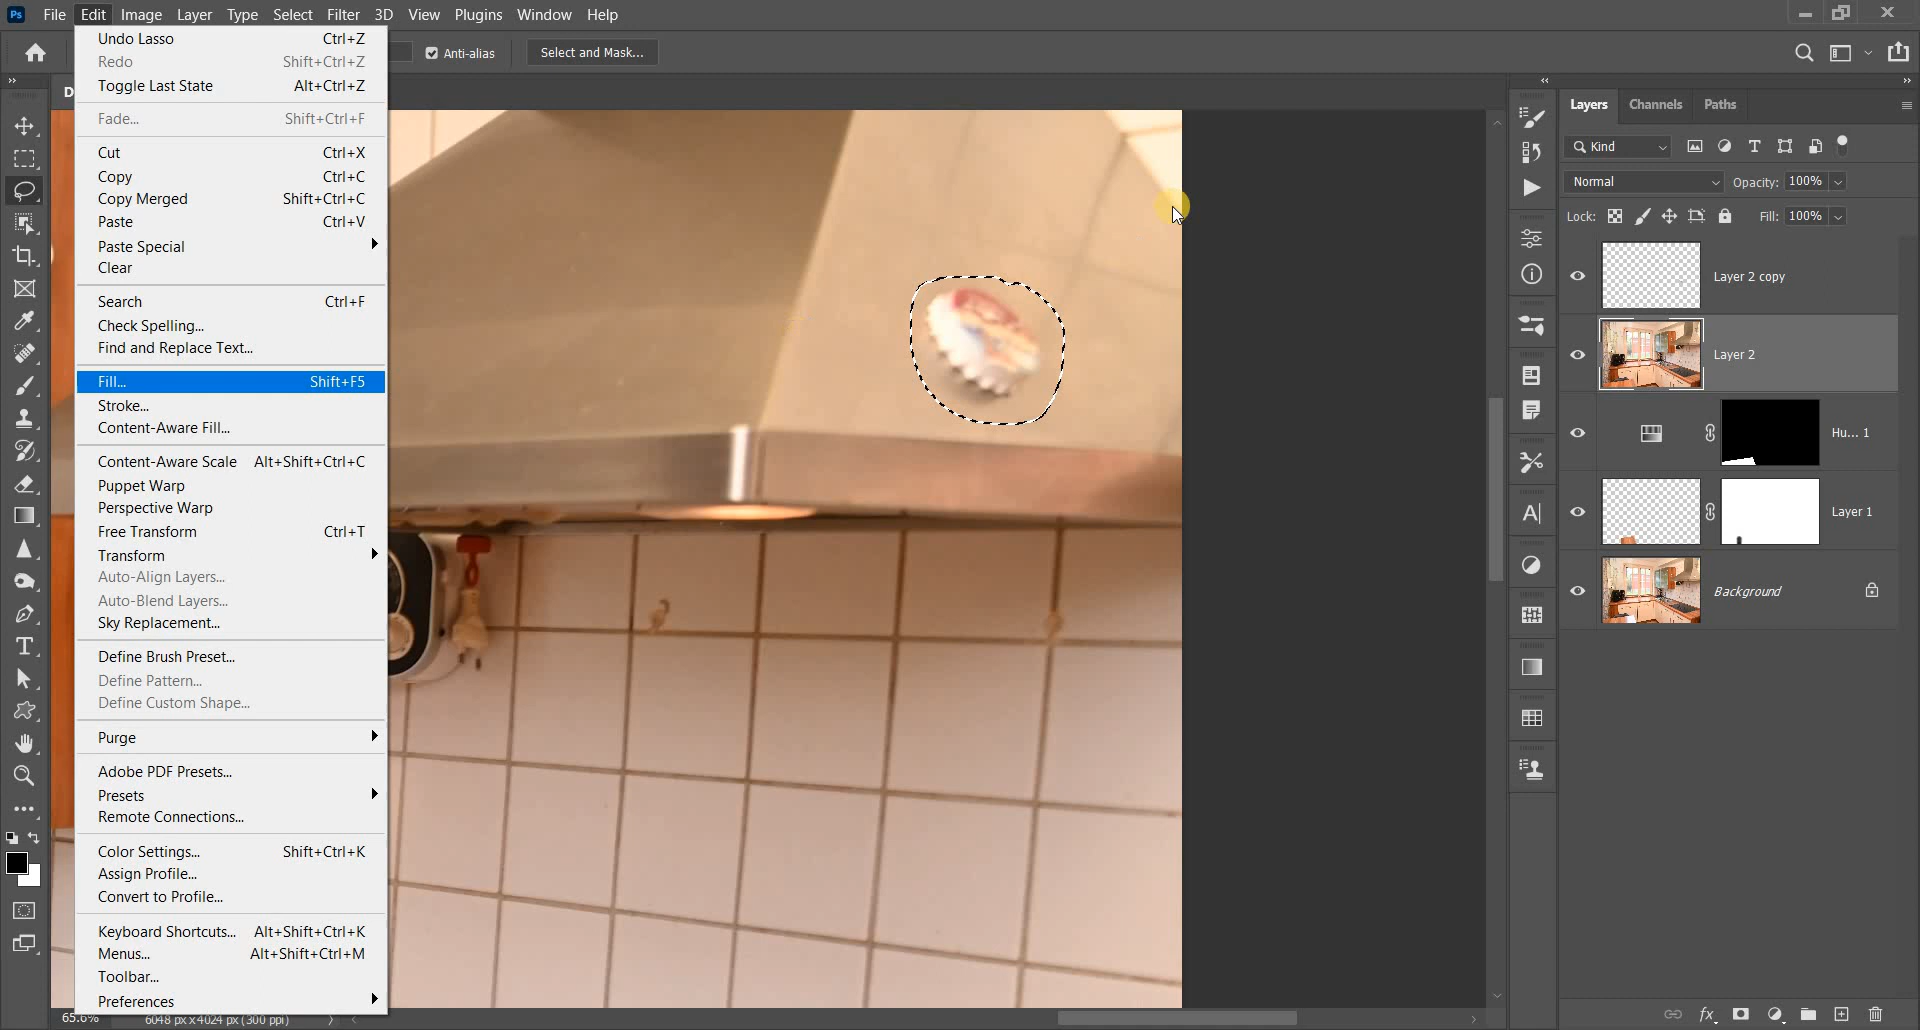 Ps File Edit Image Layer Type Select Filter 3D View Plugins Window Help
Anti-alias Select and Mask...
Undo Lasso Ctrl+Z
Redo Shift+Ctrl+Z
Toggle Last State Alt+Ctrl+Z
Fade... Shift+Ctrl+F
Cut Ctrl+X
Copy Ctrl+C
Copy Merged Shift+Ctrl+C
Paste Ctrl+V
Paste Special
Clear
Search Ctrl+F
Check Spelling...
Find and Replace Text...
Fill... Shift+F5
Stroke...
Content-Aware Fill...
Content-Aware Scale Alt+Shift+Ctrl+C
Puppet Warp
Perspective Warp
Free Transform Ctrl+T
Transform
Auto-Align Layers...
Auto-Blend Layers...
Sky Replacement...
Define Brush Preset...
Define Pattern...
Define Custom Shape...
Purge
Adobe PDF Presets...
Presets
Remote Connections...
Color Settings... Shift+Ctrl+K
Assign Profile...
Convert to Profile...
Keyboard Shortcuts... Alt+Shift+Ctrl+K
Menus... Alt+Shift+Ctrl+M
Toolbar...
Preferences
65.6% 6048 px x 4024 px (300 ppi)
Layers Channels Paths
Kind
Normal Opacity: 100%
Lock: Fill: 100%
Layer 2 copy
Layer 2
Hu... 1
Layer 1
Background
fx